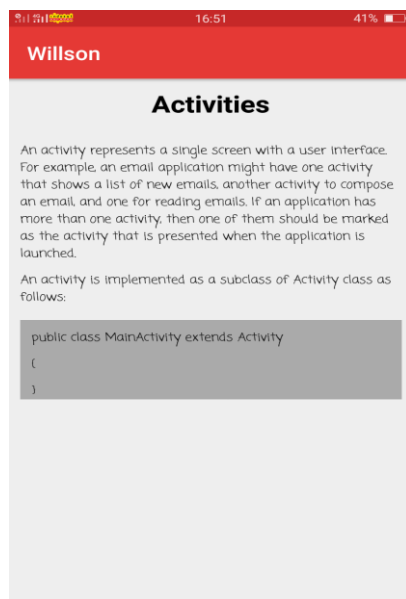 16:51
41%
Willson
Activities
An activity represents a single screen with a user interface.
For example, an email application might have one activity
that shows a list of new emails, another activity to compose
an email, and one for reading emails. If an application has
more than one activity, then one of them should be marked
as the activity that is presented when the application is
launched.
An activity is implemented as a subclass of Activity class as
follows:
public class MainActivity extends Activity
{
}